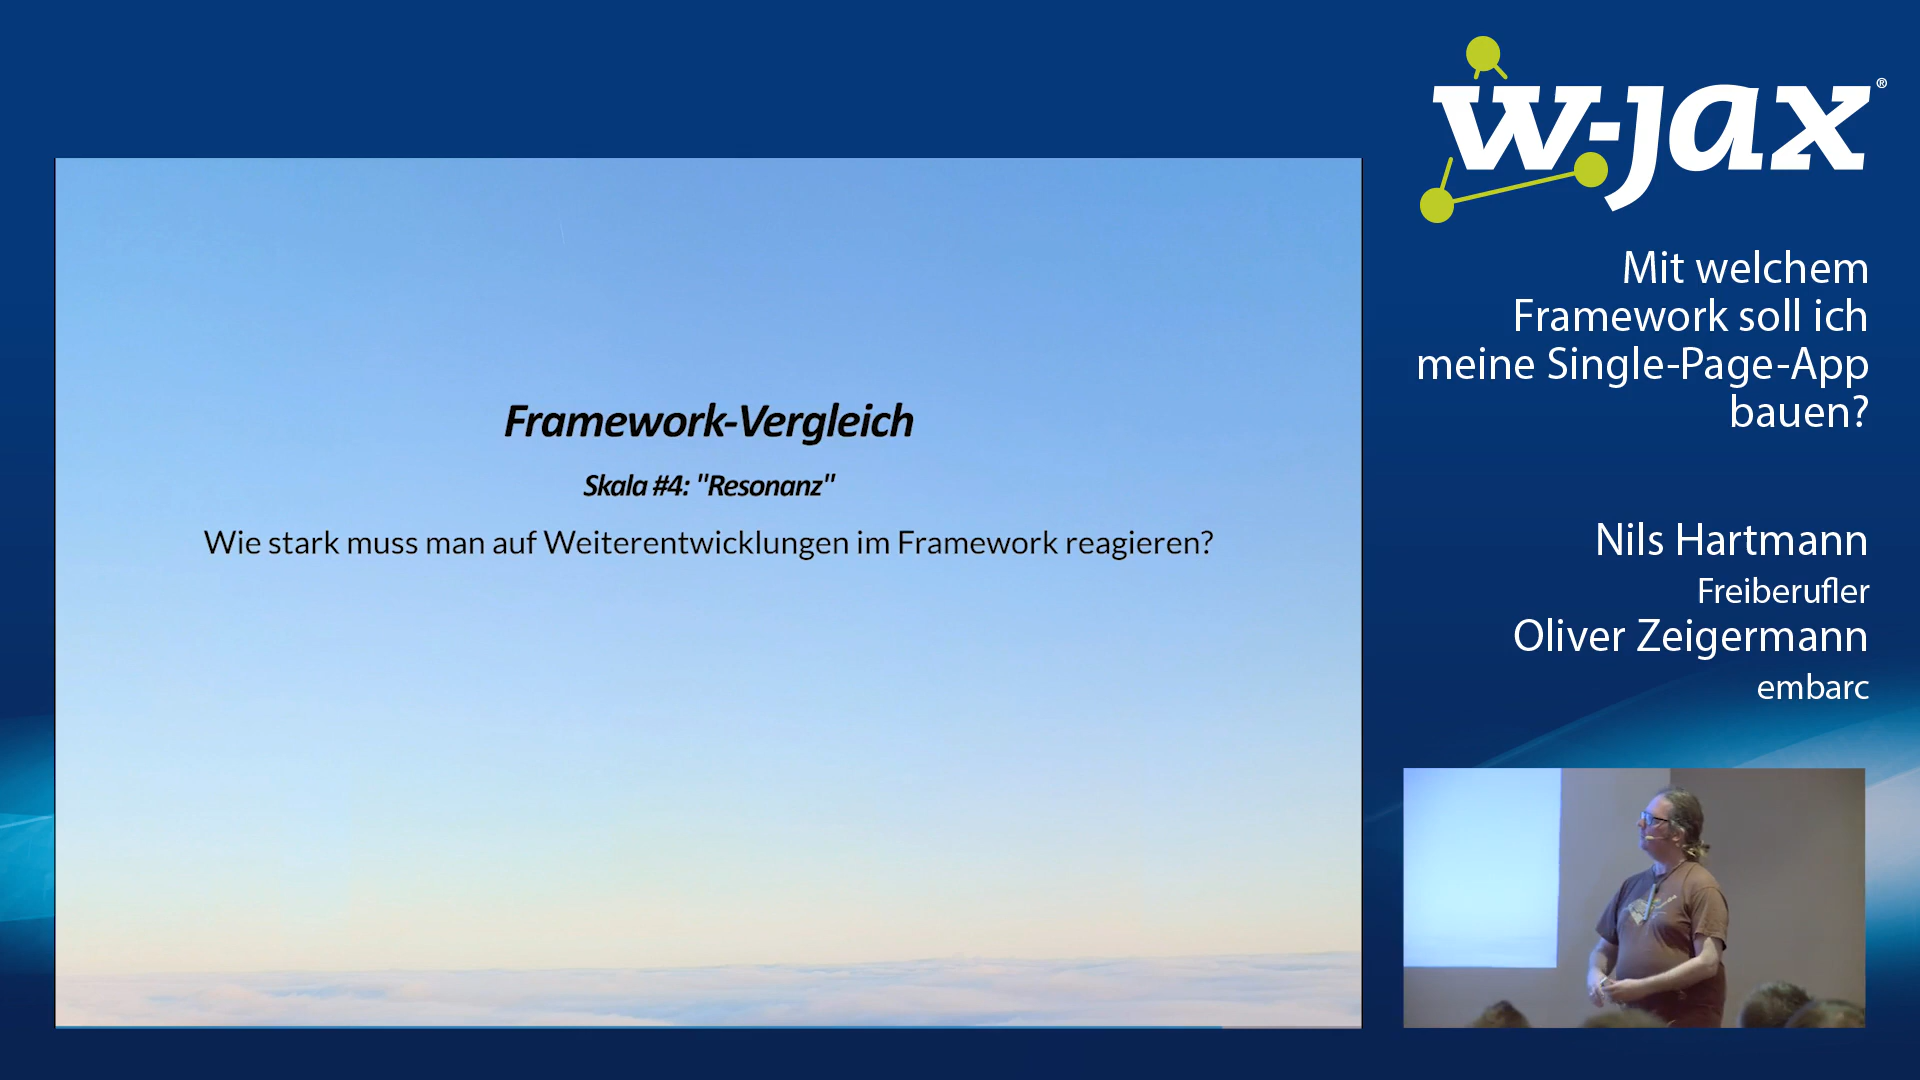 Framework-Vergleich
Skala #4: "Resonanz"
Wie stark muss man auf Weiterentwicklungen im Framework reagieren?
w-jax®
Mit welchem
Framework soll ich
meine Single-Page-App
bauen?
Nils Hartmann
Freiberufler
Oliver Zeigermann
embarc